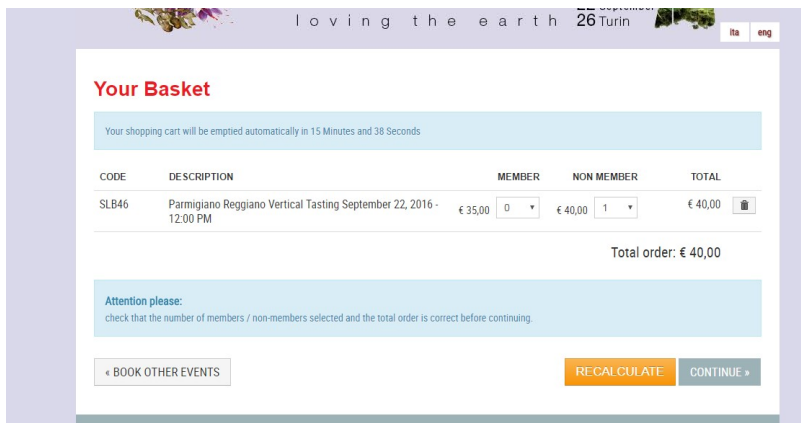 loving the earth
26 Turin
ita eng
Your Basket
Your shopping cart will be emptied automatically in 15 Minutes and 38 Seconds
CODE DESCRIPTION MEMBER NON MEMBER TOTAL
SLB46 Parmigiano Reggiano Vertical Tasting September 22, 2016 - € 35,00 0 € 40,00 1 € 40,00
12:00 PM
Total order: € 40,00
Attention please:
check that the number of members / non-members selected and the total order is correct before continuing.
« BOOK OTHER EVENTS RECALCULATE CONTINUE »